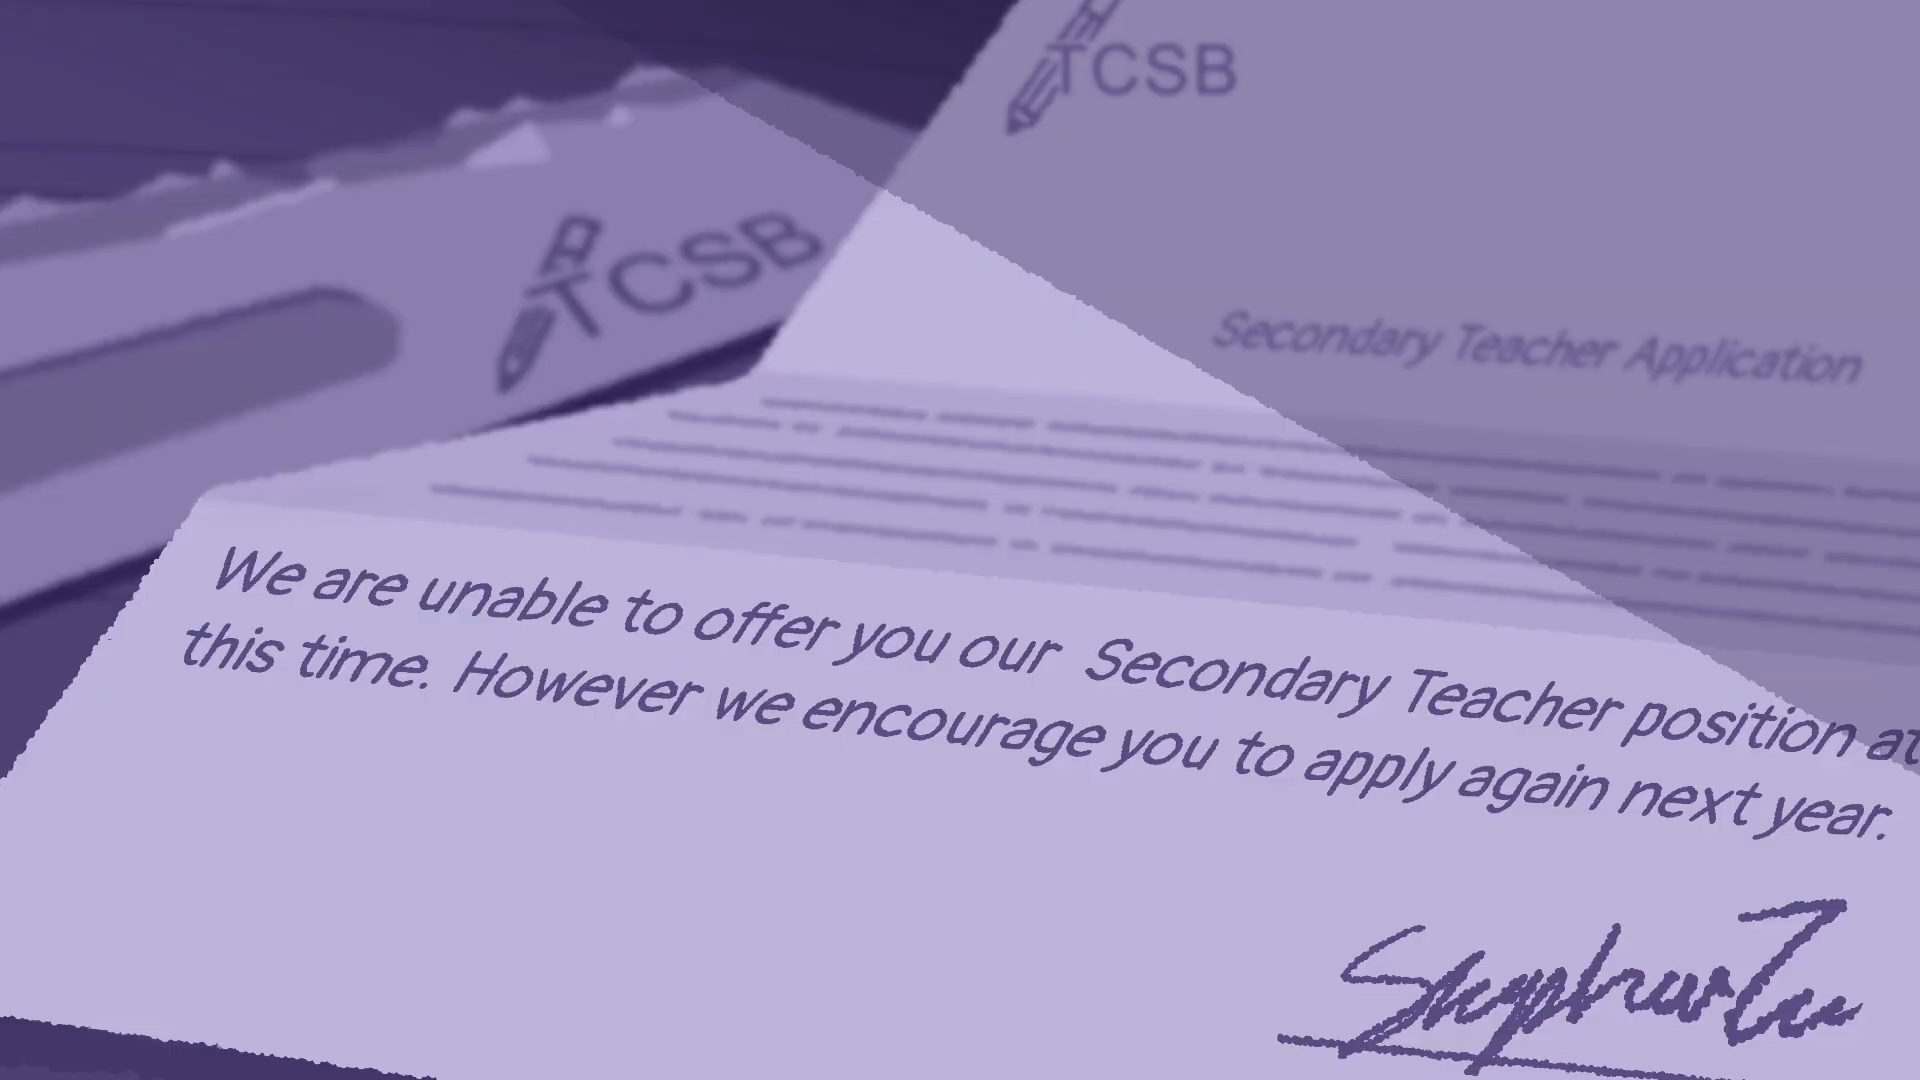 TCSB
TCSB
Secondary Teacher Application
We are unable to offer you our Secondary Teacher position at
this time. However we encourage you to apply again next year.